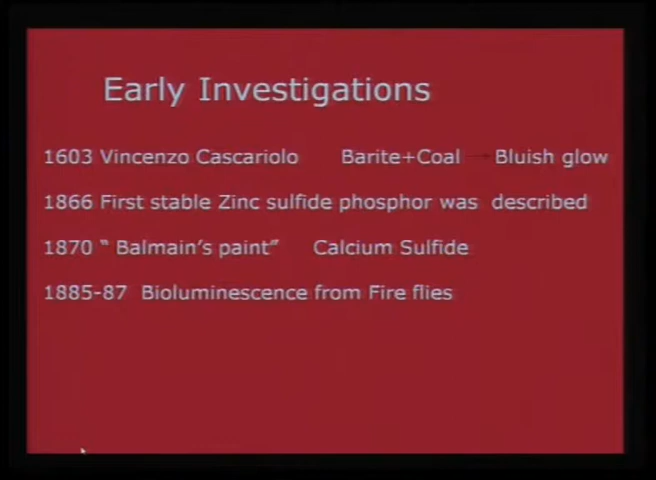 Early Investigations
1603 Vincenzo Cascariolo Barite+Coal → Bluish glow
1866 First stable Zinc sulfide phosphor was described
1870 “ Balmain’s paint” Calcium Sulfide
1885-87 Bioluminescence from Fire flies